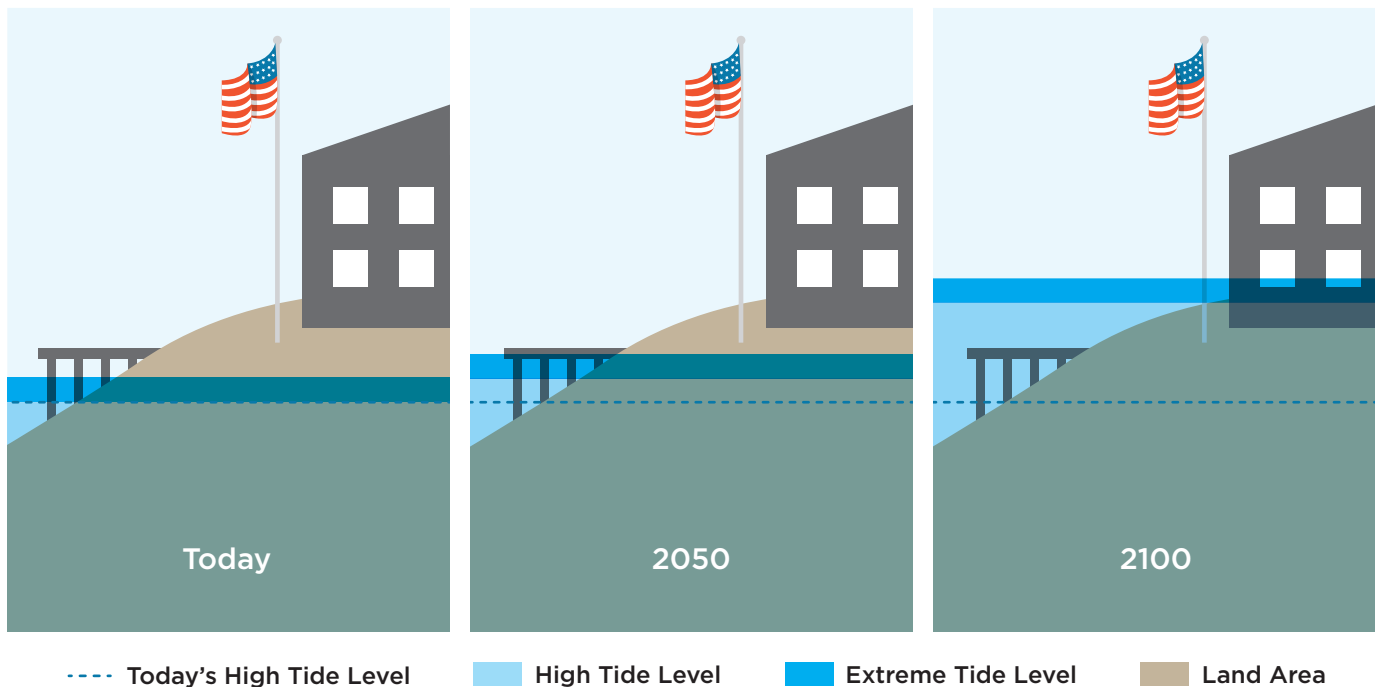 Today
2050
2100
Today's High Tide Level
High Tide Level
Extreme Tide Level
Land Area